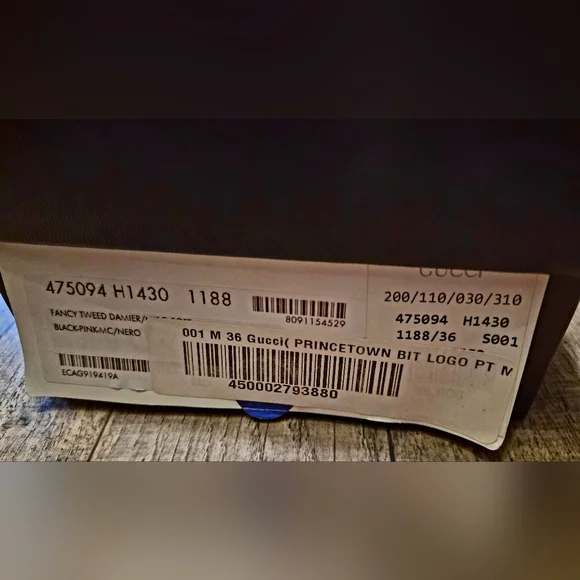 GUCCI
475094 H1430 1188
8091154529
FANCY TWEED DAMIER/
BLACK-PINK-MC/NERO
ECAG919419A
200/110/030/310
475094 H1430
1188/36 S001
001 M 36 Gucci( PRINCETOWN BIT LOGO PT M
450002793880